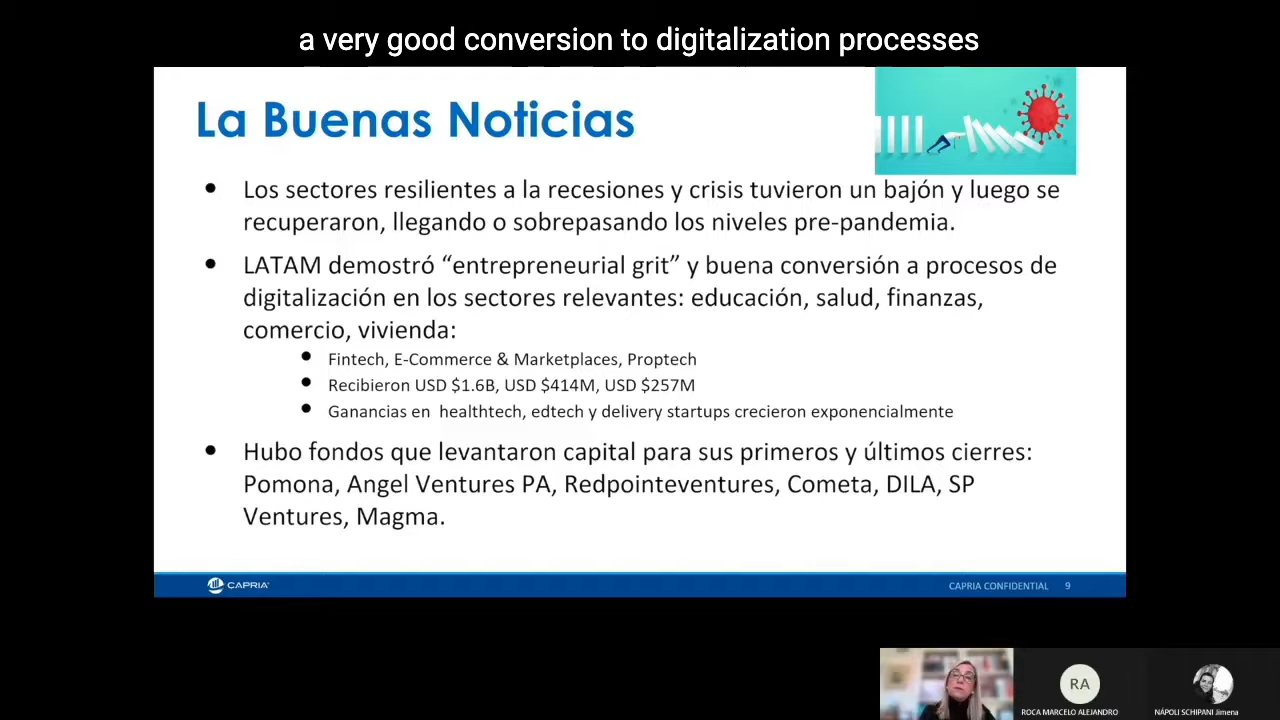 a very good conversion to digitalization processes
La Buenas Noticias
• Los sectores resilientes a la recesiones y crisis tuvieron un bajón y luego se
recuperaron, llegando o sobrepasando los niveles pre-pandemia.
• LATAM demostró “entrepreneurial grit” y buena conversión a procesos de
digitalización en los sectores relevantes: educación, salud, finanzas,
comercio, vivienda:
• Fintech, E-Commerce & Marketplaces, Proptech
• Recibieron USD $1.6B, USD $414M, USD $257M
• Ganancias en healthtech, edtech y delivery startups crecieron exponencialmente
• Hubo fondos que levantaron capital para sus primeros y últimos cierres:
Pomona, Angel Ventures PA, Redpointeventures, Cometa, DILA, SP
Ventures, Magma.
CAPRIA
CAPRIA CONFIDENTIAL 9
RA
ROCA MARCELO ALEJANDRO
NÁPOLI SCHIPANI Jimena